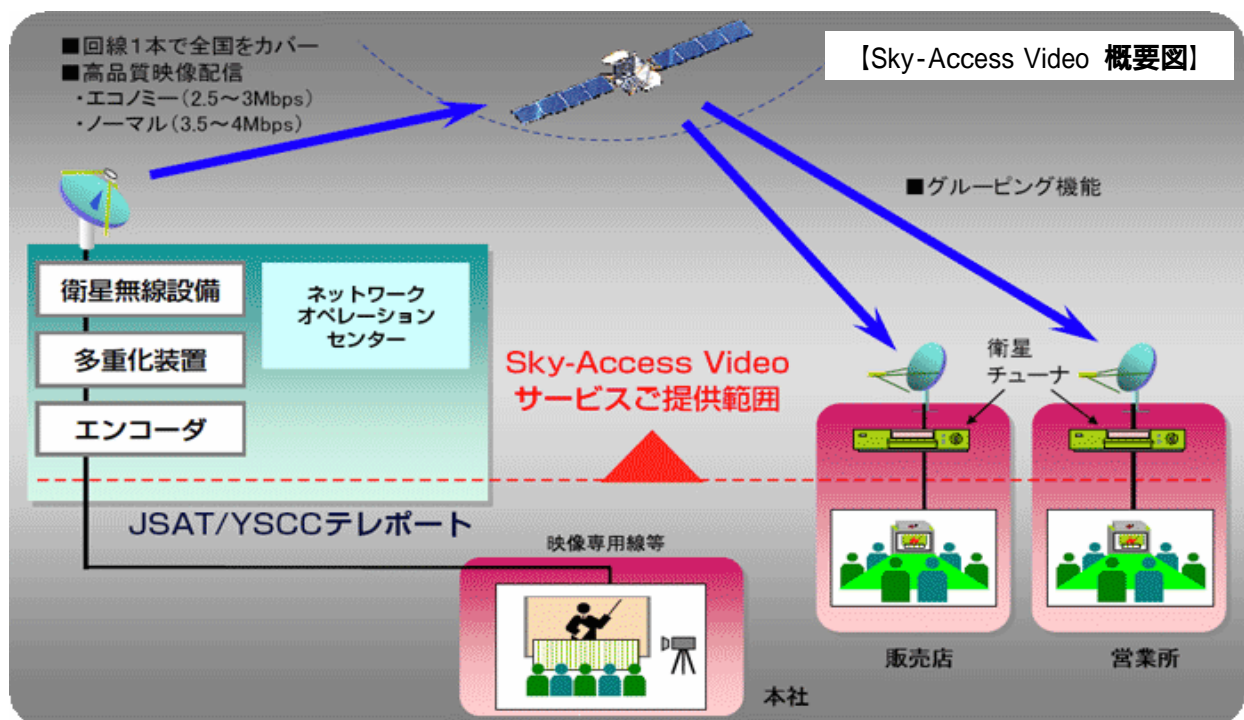 ■回線1本で全国をカバー
■高品質映像配信
・エコノミー(2.5～3Mbps)
・ノーマル(3.5～4Mbps)
【Sky-Access Video 概要図】
■グルーピング機能
衛星無線設備
多重化装置
エンコーダ
ネットワーク
オペレーション
センター
Sky-Access Video
サービスご提供範囲
衛星
チューナ
JSAT/YSCCテレポート
映像専用線等
本社
販売店
営業所